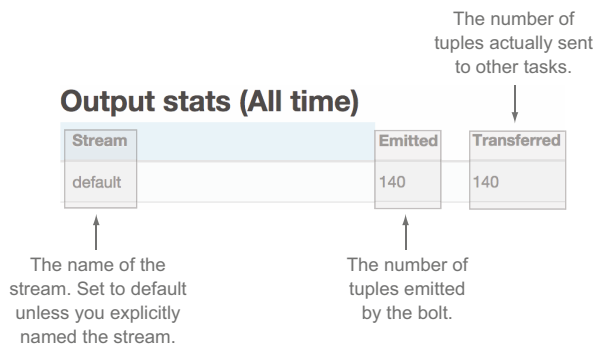 The number of
tuples actually sent
to other tasks.
Output stats (All time)
Stream Emitted Transferred
default 140 140
The name of the
stream. Set to default
unless you explicitly
named the stream.
The number of
tuples emitted
by the bolt.